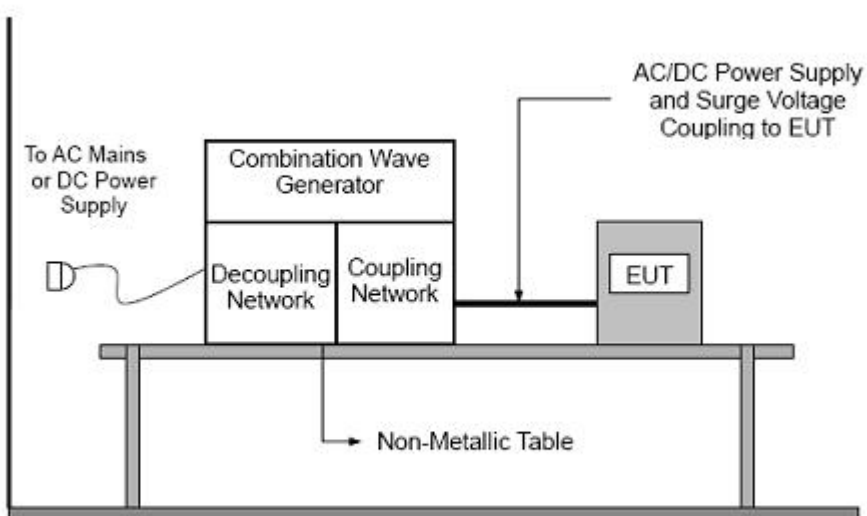 AC/DC Power Supply
and Surge Voltage
Coupling to EUT
To AC Mains
or DC Power
Supply
Combination Wave
Generator
Decoupling
Network
Coupling
Network
EUT
Non-Metallic Table